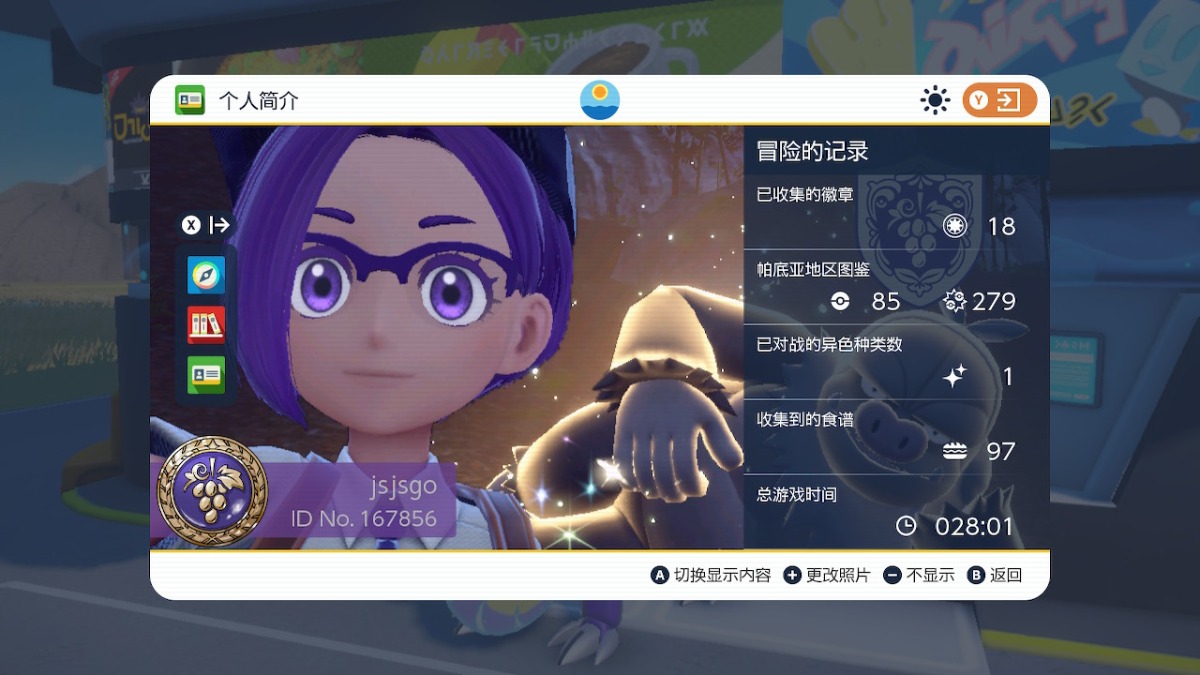 个人简介
Y
冒险的记录
已收集的徽章
18
X
帕底亚地区图鉴
85 279
已对战的异色种类数
1
收集到的食谱
97
jsjsgo
ID No. 167856
总游戏时间
028:01
A 切换显示内容 + 更改照片 − 不显示 B 返回